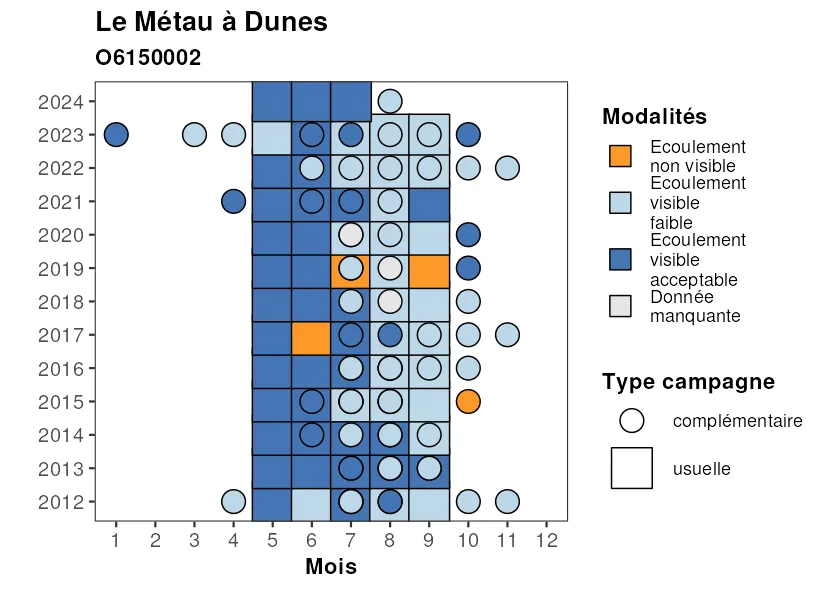 Le Métau à Dunes
O6150002
2024
2023
2022
2021
2020
2019
2018
2017
2016
2015
2014
2013
2012
1 2 3 4 5 6 7 8 9 10 11 12
Mois
Modalités
Ecoulement
non visible
Ecoulement
visible
faible
Ecoulement
visible
acceptable
Donnée
manquante
Type campagne
complémentaire
usuelle